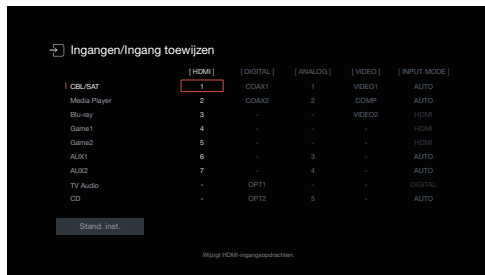 Ingangen/Ingang toewijzen
[ HDMI ] [ DIGITAL ] [ ANALOG ] [ VIDEO ] [ INPUT MODE ]
CBL/SAT 1 COAX1 1 VIDEO1 AUTO
Media Player 2 COAX2 2 COMP AUTO
Blu-ray 3 - - VIDEO2 HDMI
Game1 4 - - - HDMI
Game2 5 - - - HDMI
AUX1 6 - 3 - AUTO
AUX2 7 - 4 - AUTO
TV Audio - OPT1 - - DIGITAL
CD - OPT2 5 - AUTO
Stand. inst.
Wijzigt HDMI-ingangsopdrachten.